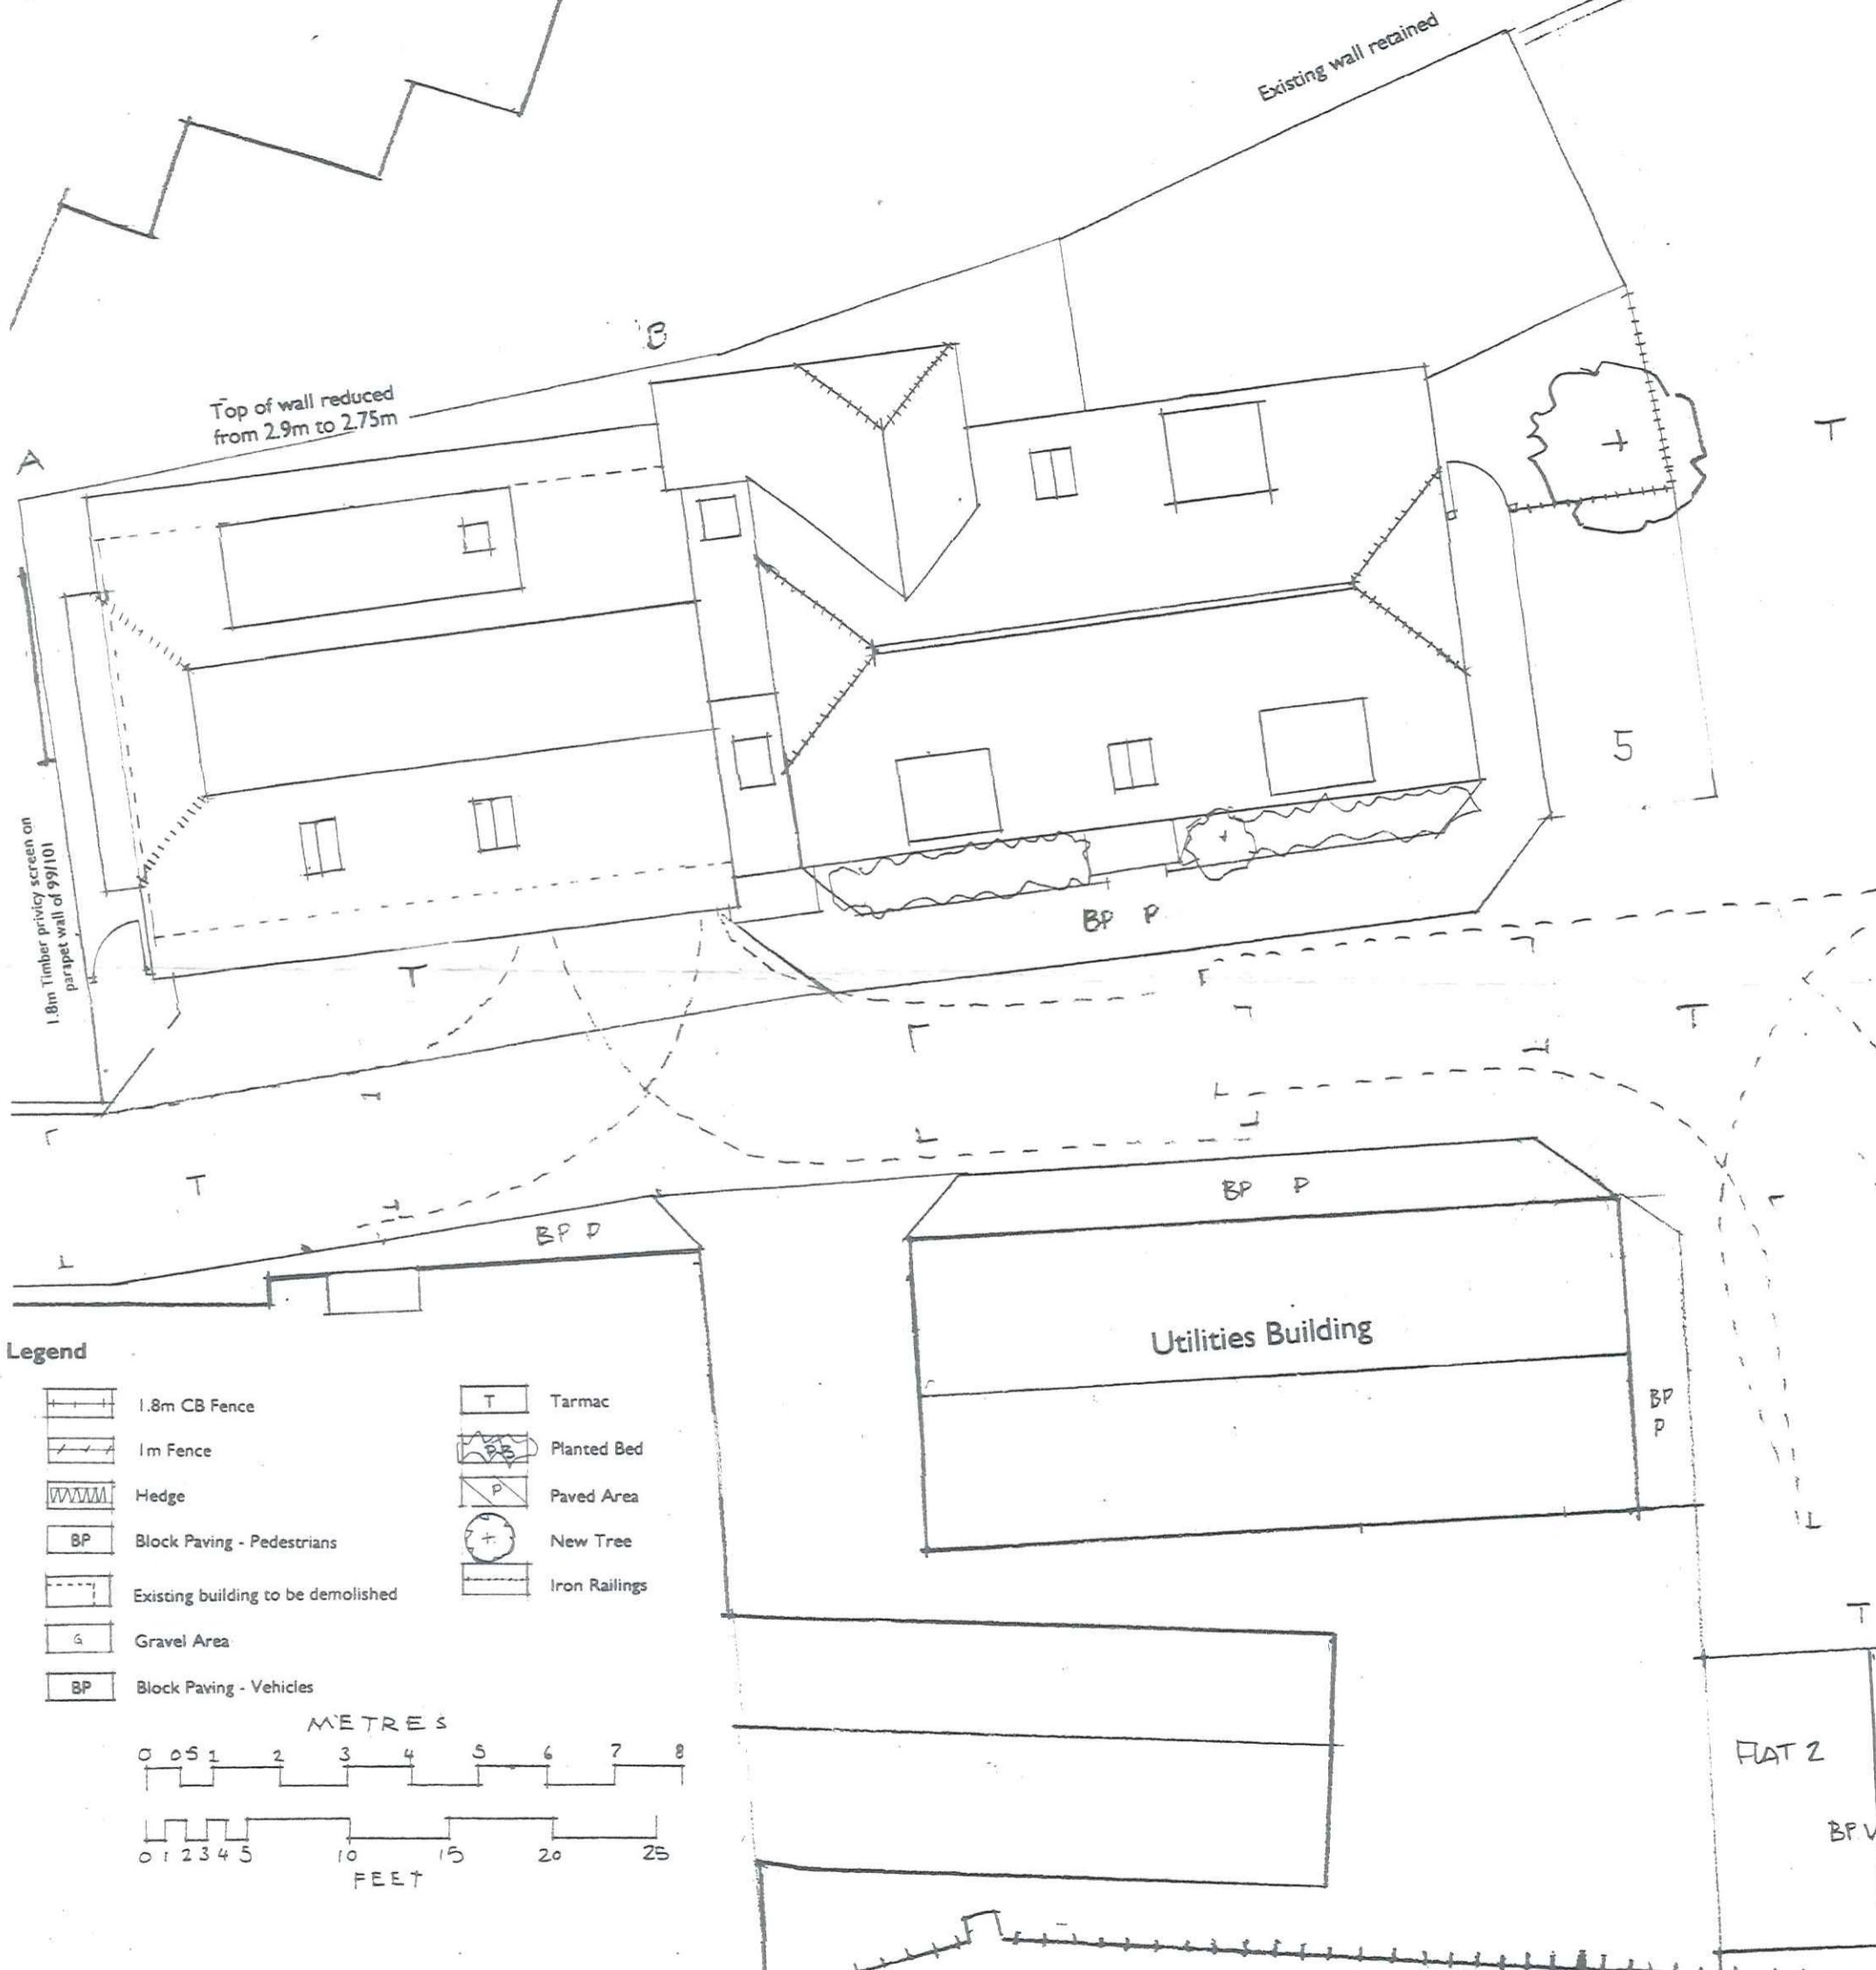 Existing wall retained
B
Top of wall reduced
from 2.9m to 2.75m
A
T
5
1.8m Timber privicy screen on
parapet wall of 99/101
BP P
T
T
T
BP P
BP P
Utilities Building
BP
P
Legend
1.8m CB Fence
1m Fence
Hedge
BP Block Paving - Pedestrians
Existing building to be demolished
G Gravel Area
BP Block Paving - Vehicles
T Tarmac
PB Planted Bed
P Paved Area
New Tree
Iron Railings
T
METRES
0 0.5 1 2 3 4 5 6 7 8
0 1 2 3 4 5 10 15 20 25
FEET
FLAT 2
BP V